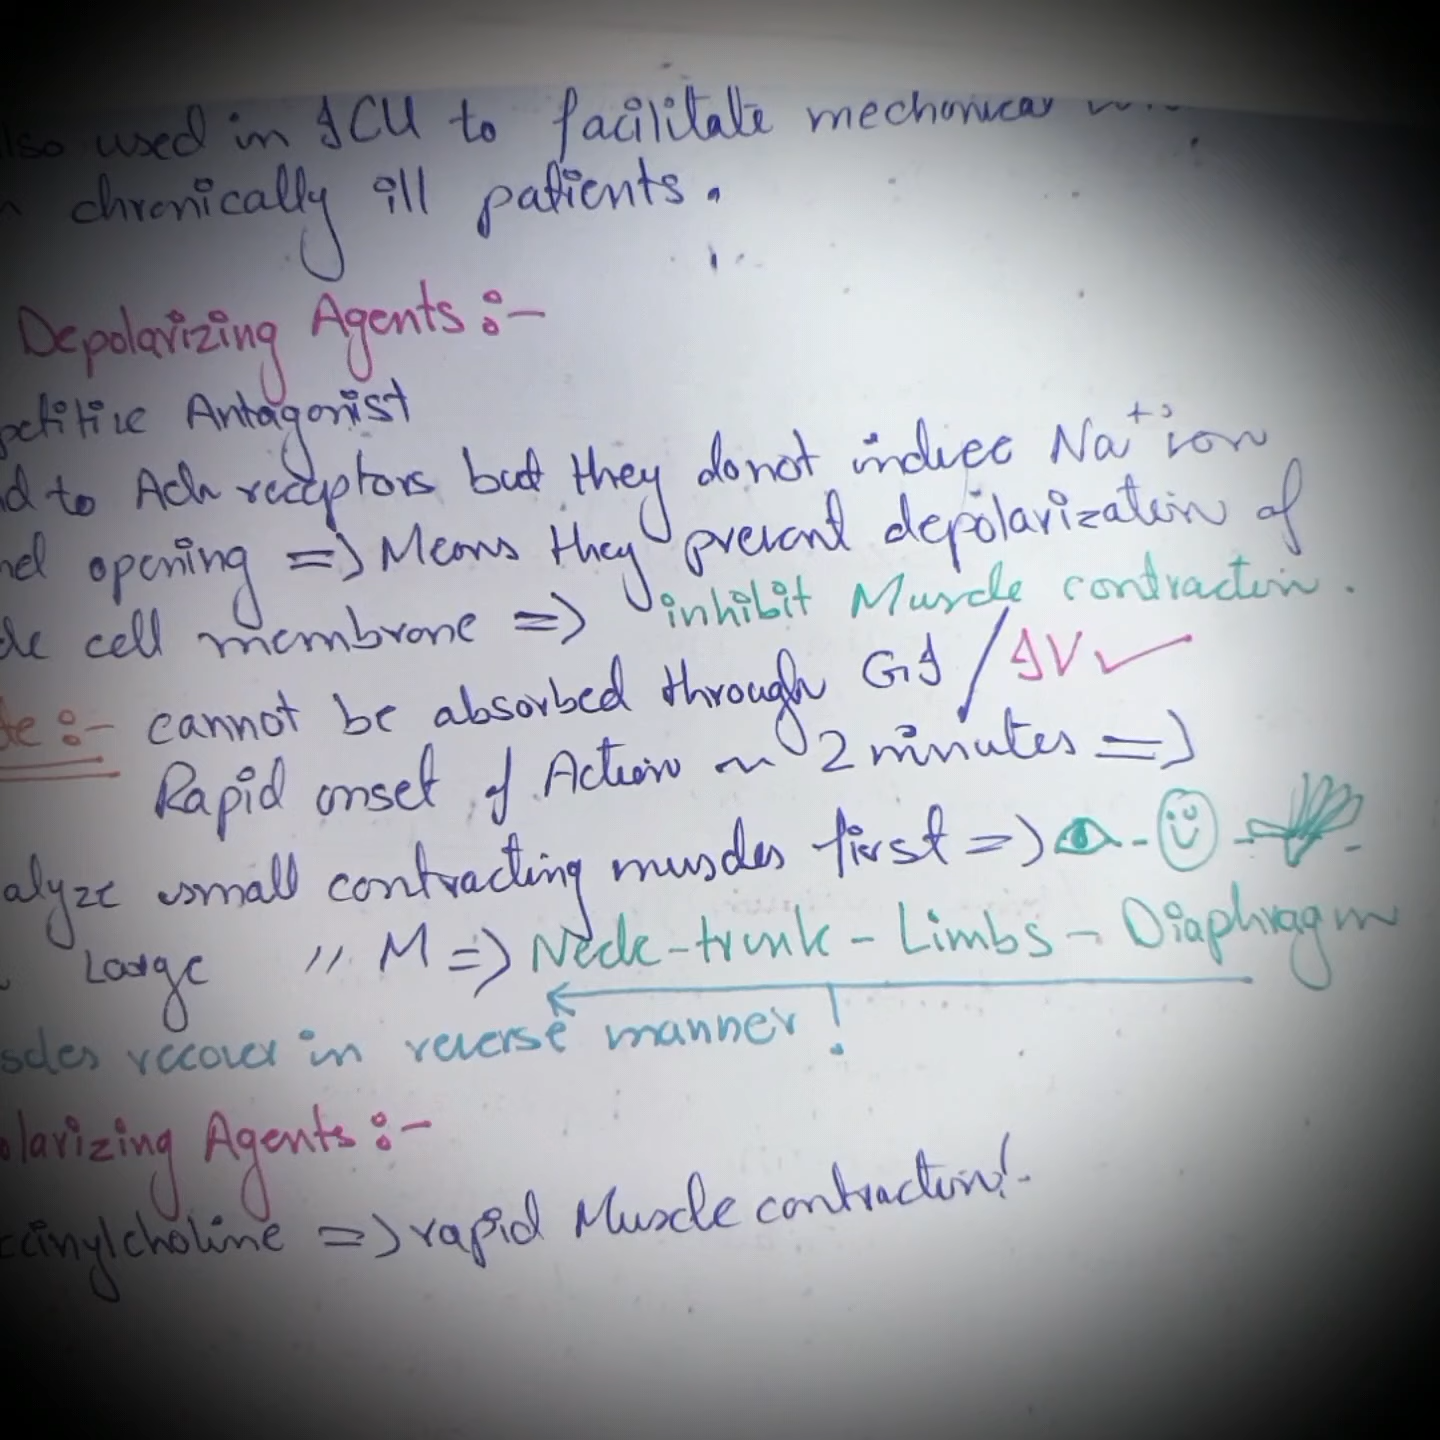 lso used in ICU to facilitate mechanical
n chronically ill patients.
Depolarizing Agents :-
petitive Antagonist
d to Ach receptors but they donot induce Na+ ion
nel opening => Means they prevent depolarization of
cle cell membrane => inhibit Muscle contraction.
te :- cannot be absorbed through GI / IV ✓
Rapid onset of Action ~ 2 minutes =>
alyze small contracting muscles first =>
Large " M => Neck-trunk - Limbs - Diaphragm
scles recover in reverse manner!
olarizing Agents :-
ccinylcholine => rapid Muscle contraction!